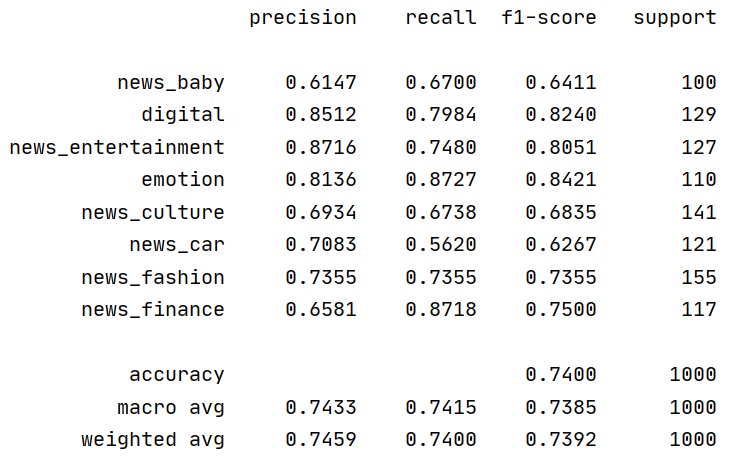 precision recall f1-score support
news_baby 0.6147 0.6700 0.6411 100
digital 0.8512 0.7984 0.8240 129
news_entertainment 0.8716 0.7480 0.8051 127
emotion 0.8136 0.8727 0.8421 110
news_culture 0.6934 0.6738 0.6835 141
news_car 0.7083 0.5620 0.6267 121
news_fashion 0.7355 0.7355 0.7355 155
news_finance 0.6581 0.8718 0.7500 117
accuracy 0.7400 1000
macro avg 0.7433 0.7415 0.7385 1000
weighted avg 0.7459 0.7400 0.7392 1000